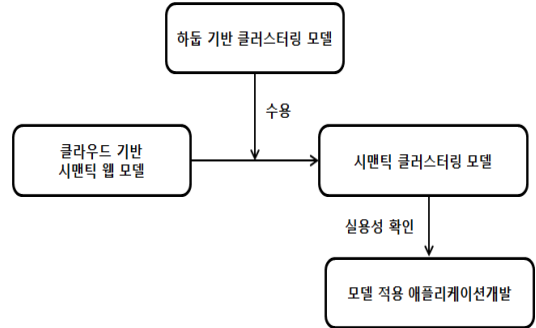 하둡 기반 클러스터링 모델
수용
클라우드 기반
시맨틱 웹 모델
시맨틱 클러스터링 모델
실용성 확인
모델 적용 애플리케이션개발